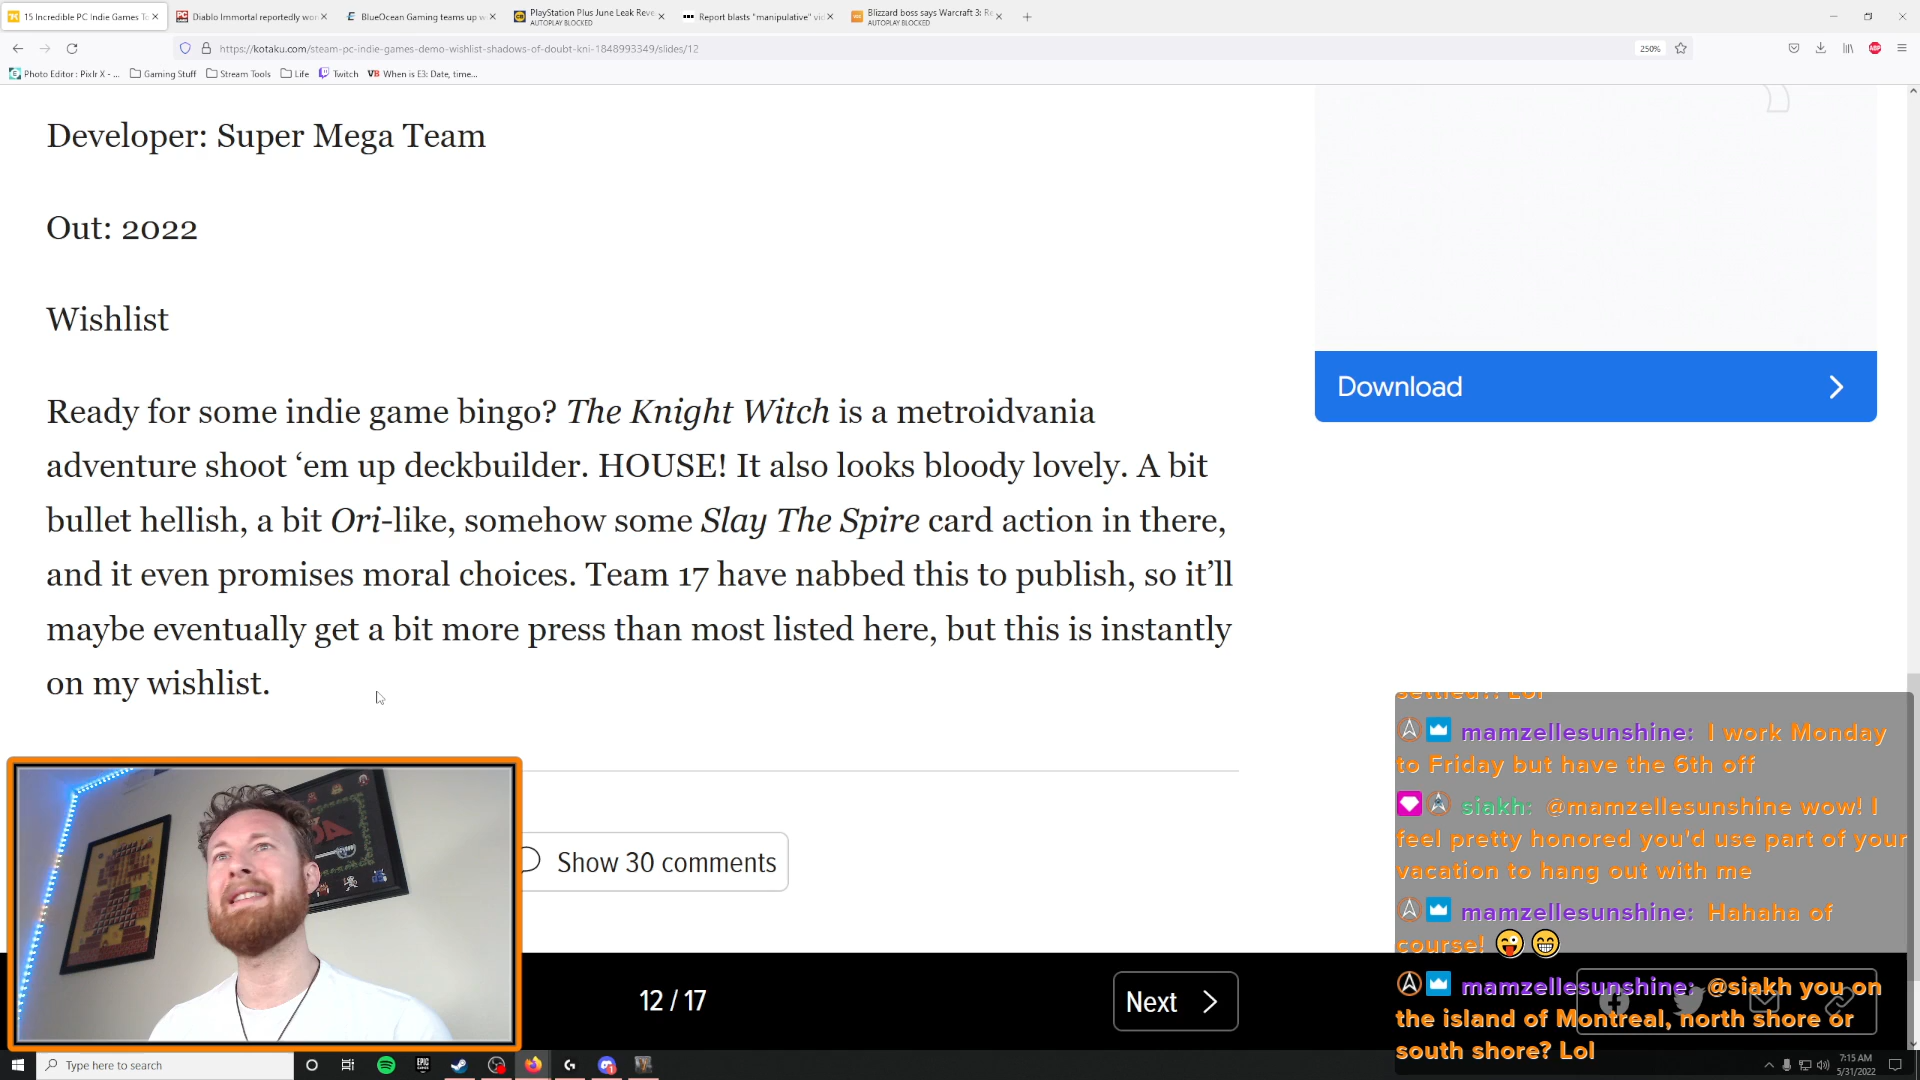 15 Incredible PC Indie Games To
Diablo Immortal reportedly wo
BlueOcean Gaming teams up w
PlayStation Plus June Leak Reve
AUTOPLAY BLOCKED
Report blasts "manipulative" vi
Blizzard boss says Warcraft 3: R
AUTOPLAY BLOCKED
https://kotaku.com/steam-pc-indie-games-demo-wishlist-shadows-of-doubt-kni-1848993349/slides/12
250%
ABP
Photo Editor : Pixlr X - ...
Gaming Stuff
Stream Tools
Life
Twitch
VB When is E3: Date, time...
Developer: Super Mega Team
Out: 2022
Wishlist
Ready for some indie game bingo? The Knight Witch is a metroidvania
adventure shoot ‘em up deckbuilder. HOUSE! It also looks bloody lovely. A bit
bullet hellish, a bit Ori-like, somehow some Slay The Spire card action in there,
and it even promises moral choices. Team 17 have nabbed this to publish, so it’ll
maybe eventually get a bit more press than most listed here, but this is instantly
on my wishlist.
Download
Show 30 comments
12 / 17
Next
mamzellesunshine: I work Monday
to Friday but have the 6th off
siakh: @mamzellesunshine wow! I
feel pretty honored you'd use part of your
vacation to hang out with me
mamzellesunshine: Hahaha of
course! 😜 😁
mamzellesunshine: @siakh you on
the island of Montreal, north shore or
south shore? Lol
Type here to search
7:15 AM
5/31/2022